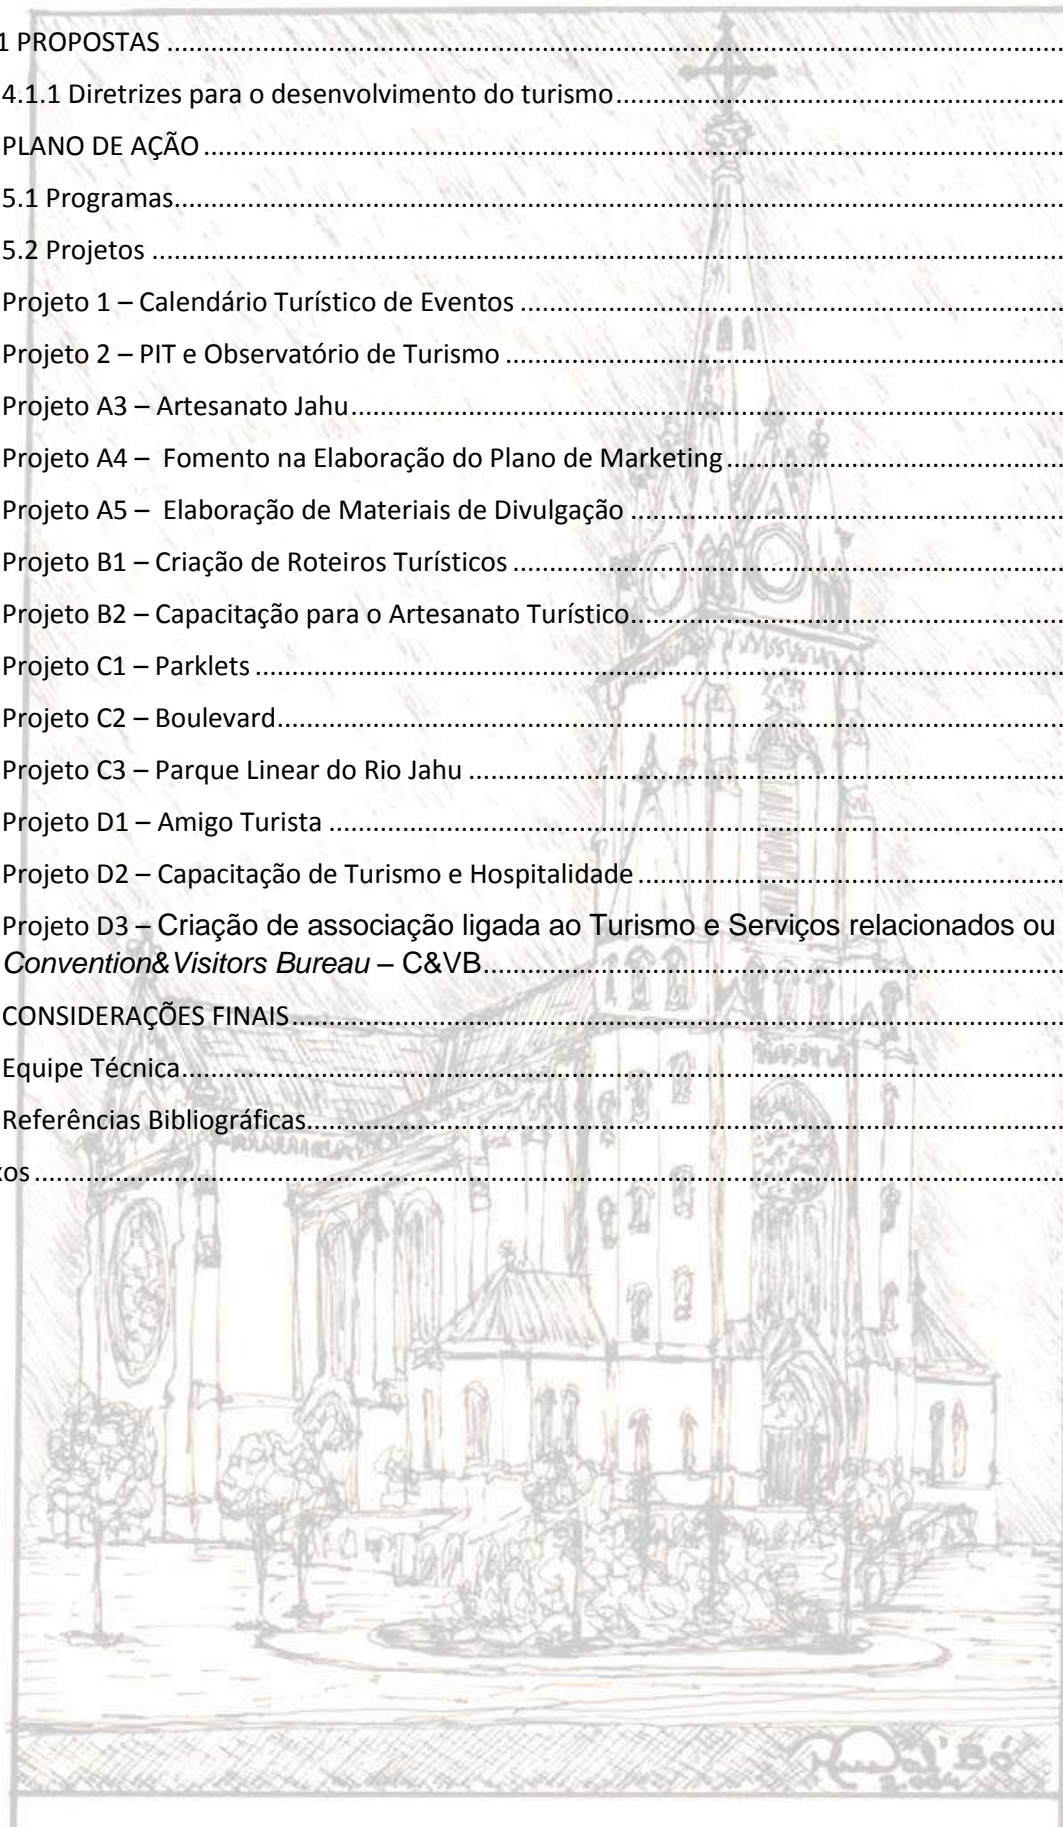 1 PROPOSTAS ........................................
4.1.1 Diretrizes para o desenvolvimento do turismo ........................................
PLANO DE AÇÃO ........................................
5.1 Programas ........................................
5.2 Projetos ........................................
Projeto 1 – Calendário Turístico de Eventos ........................................
Projeto 2 – PIT e Observatório de Turismo ........................................
Projeto A3 – Artesanato Jahu ........................................
Projeto A4 – Fomento na Elaboração do Plano de Marketing ........................................
Projeto A5 – Elaboração de Materiais de Divulgação ........................................
Projeto B1 – Criação de Roteiros Turísticos ........................................
Projeto B2 – Capacitação para o Artesanato Turístico ........................................
Projeto C1 – Parklets ........................................
Projeto C2 – Boulevard ........................................
Projeto C3 – Parque Linear do Rio Jahu ........................................
Projeto D1 – Amigo Turista ........................................
Projeto D2 – Capacitação de Turismo e Hospitalidade ........................................
Projeto D3 – Criação de associação ligada ao Turismo e Serviços relacionados ou
Convention&Visitors Bureau – C&VB ........................................
CONSIDERAÇÕES FINAIS ........................................
Equipe Técnica ........................................
Referências Bibliográficas ........................................
xos ........................................